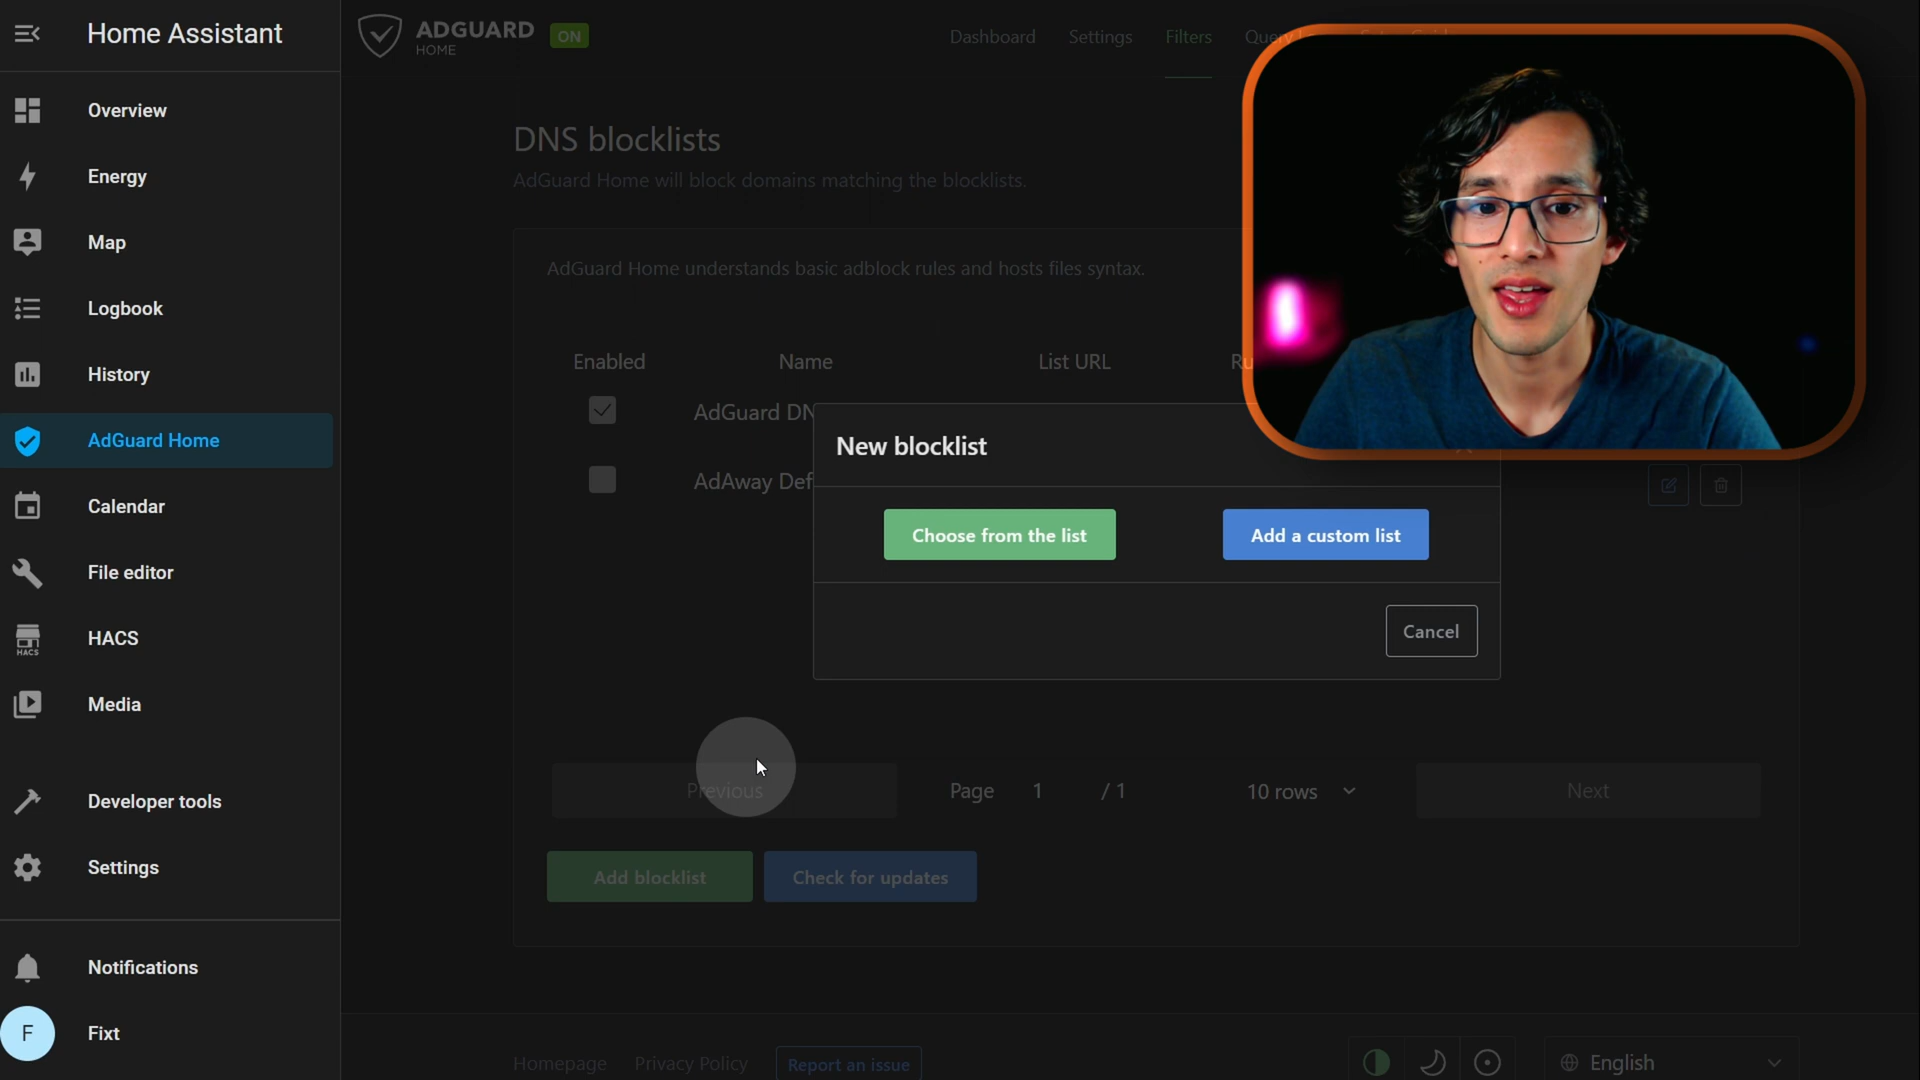 Home Assistant
Overview
Energy
Map
Logbook
History
AdGuard Home
Calendar
File editor
HACS
HACS
Media
Developer tools
Settings
Notifications
F
Fixt
ADGUARD
HOME
ON
Dashboard
Settings
Filters
Query
DNS blocklists
AdGuard Home will block domains matching the blocklists.
AdGuard Home understands basic adblock rules and hosts files syntax.
Enabled
Name
List URL
Ru
AdGuard DN
AdAway Def
New blocklist
Choose from the list
Add a custom list
Cancel
Previous
Page 1 / 1
10 rows
Next
Add blocklist
Check for updates
Homepage
Privacy Policy
Report an issue
English